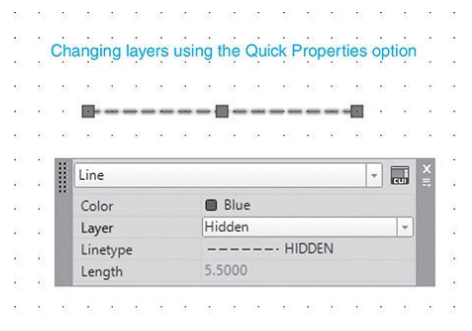 Changing layers using the Quick Properties option
Line
CUI
X
Color Blue
Layer Hidden
Linetype HIDDEN
Length 5.5000